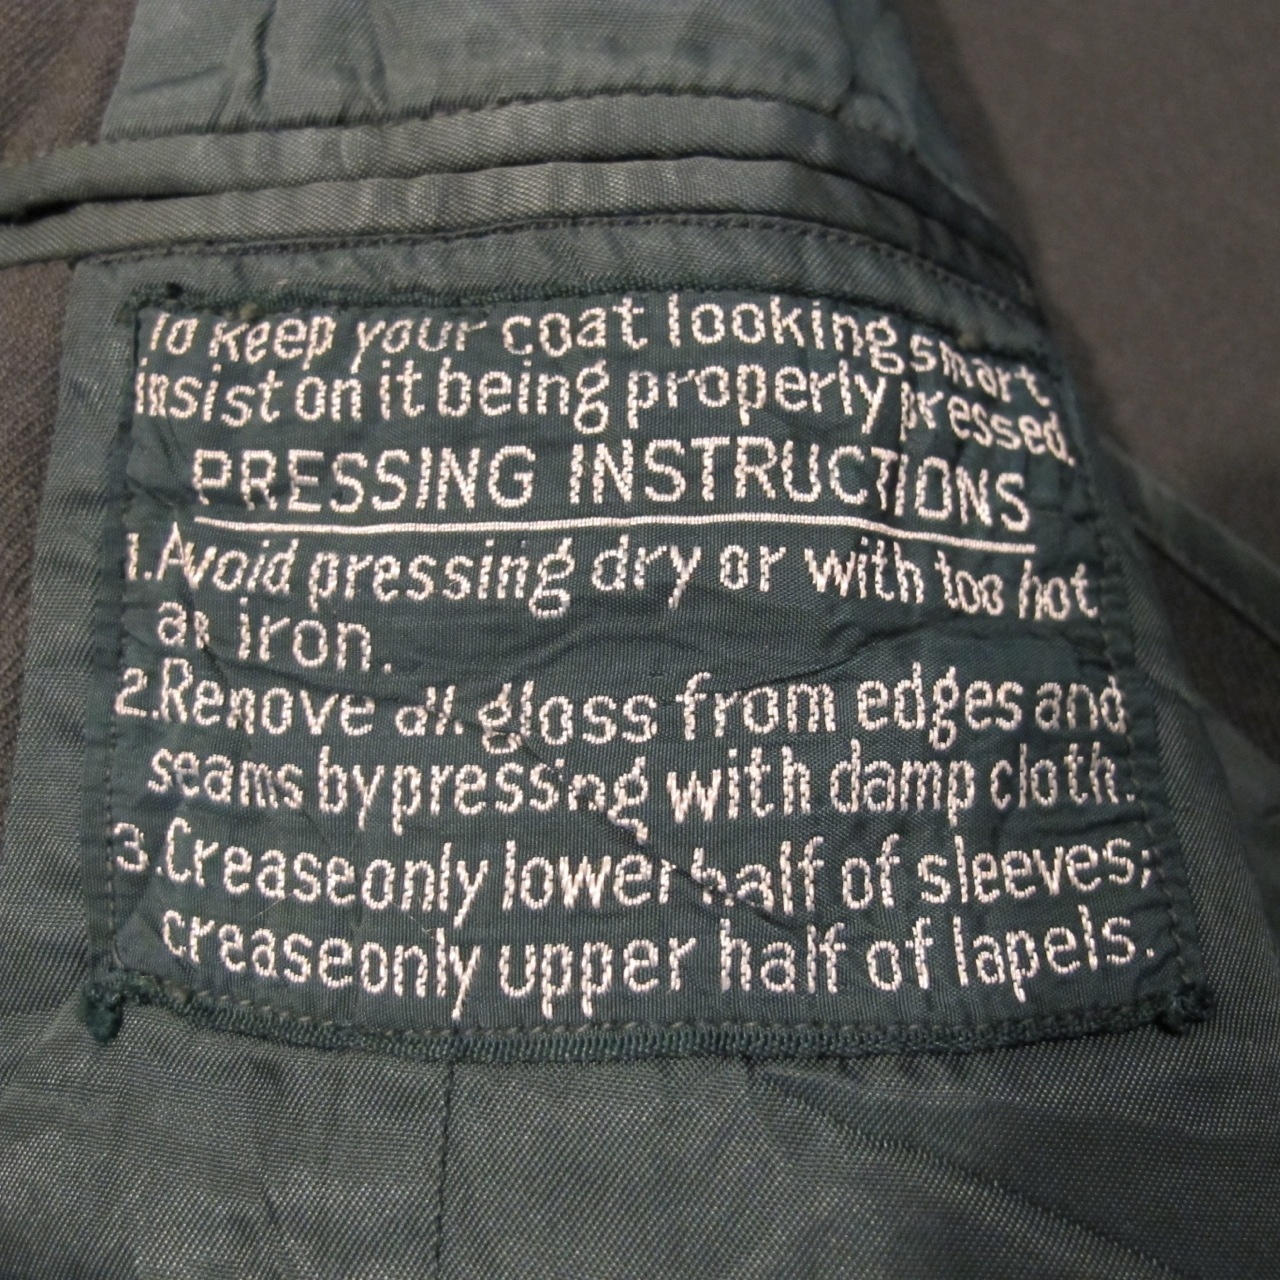 To keep your coat looking smart
insist on it being properly pressed.
PRESSING INSTRUCTIONS
1. Avoid pressing dry or with too hot
an iron.
2. Remove all gloss from edges and
seams by pressing with damp cloth.
3. Crease only lower half of sleeves;
crease only upper half of lapels.